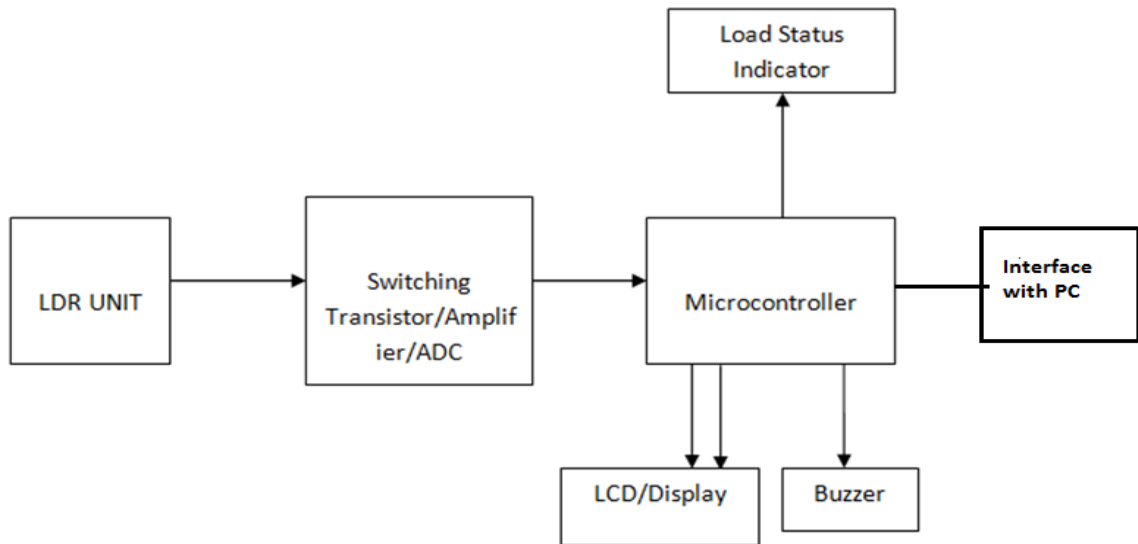 Load Status
Indicator
LDR UNIT
Switching
Transistor/Amplif
ier/ADC
Microcontroller
Interface
with PC
LCD/Display
Buzzer